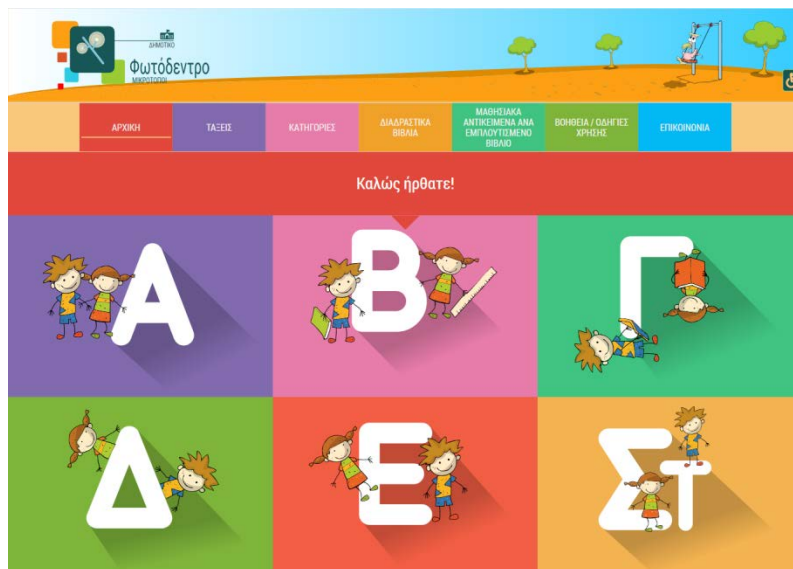 ΔΗΜΟΤΙΚΟ
Φωτόδεντρο
ΜΙΚΡΟΤΟΠΟΙ
ΑΡΧΙΚΗ
ΤΑΞΕΙΣ
ΚΑΤΗΓΟΡΙΕΣ
ΔΙΑΔΡΑΣΤΙΚΑ
ΒΙΒΛΙΑ
ΜΑΘΗΣΙΑΚΑ
ΑΝΤΙΚΕΙΜΕΝΑ ΑΝΑ
ΕΜΠΛΟΥΤΙΣΜΕΝΟ
ΒΙΒΛΙΟ
ΒΟΗΘΕΙΑ / ΟΔΗΓΙΕΣ
ΧΡΗΣΗΣ
ΕΠΙΚΟΙΝΩΝΙΑ
Καλώς ήρθατε!
Α
Β
Γ
Δ
Ε
Στ